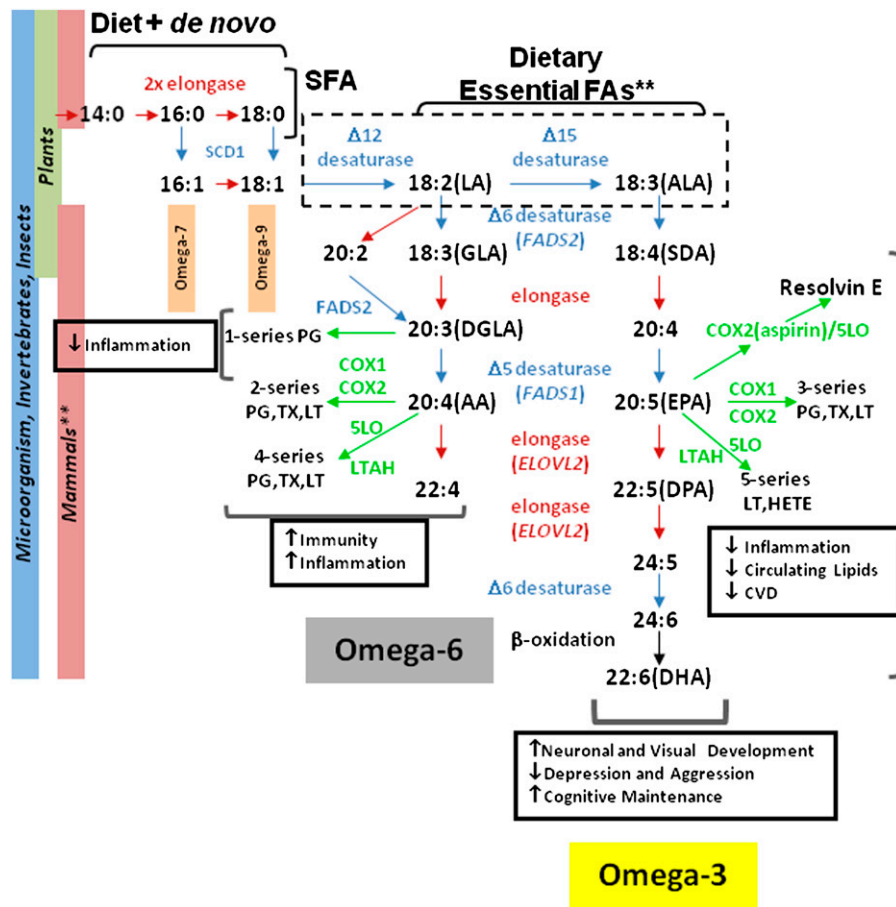 Diet + de novo
2x elongase
SFA
14:0 16:0 18:0
SCD1
16:1 18:1
Dietary
Essential FAs**
Δ12
desaturase
Δ15
desaturase
18:2(LA) 18:3(ALA)
Δ6 desaturase
(FADS2)
Omega-7
Omega-9
20:2
18:3(GLA)
18:4(SDA)
FADS2
elongase
Resolvin E
↓ Inflammation
1-series PG
20:3(DGLA)
20:4
COX2(aspirin)/5LO
COX1
COX2
Δ5 desaturase
(FADS1)
2-series
PG,TX,LT
20:4(AA)
20:5(EPA)
COX1
COX2
3-series
PG,TX,LT
5LO
LTAH
4-series
PG,TX,LT
elongase
(ELOVL2)
LTAH
5LO
22:4
22:5(DPA)
5-series
LT,HETE
elongase
(ELOVL2)
↑Immunity
↑Inflammation
24:5
↓ Inflammation
↓ Circulating Lipids
↓ CVD
Δ6 desaturase
24:6
Omega-6
β-oxidation
22:6(DHA)
↑Neuronal and Visual Development
↓Depression and Aggression
↑Cognitive Maintenance
Omega-3
Microorganism, Invertebrates, Insects
Plants
Mammals**